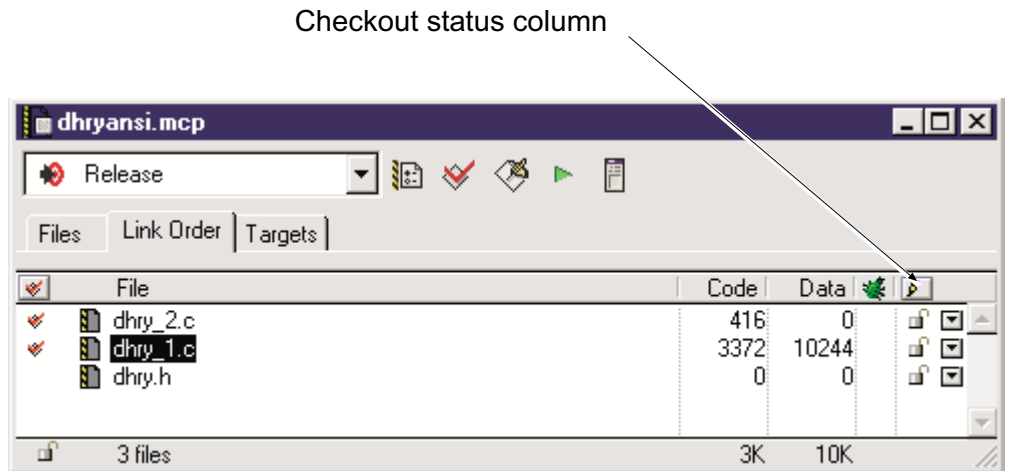 Checkout status column
dhryansi.mcp
Release
Files Link Order Targets
File Code Data
dhry_2.c 416 0
dhry_1.c 3372 10244
dhry.h 0 0
3 files 3K 10K